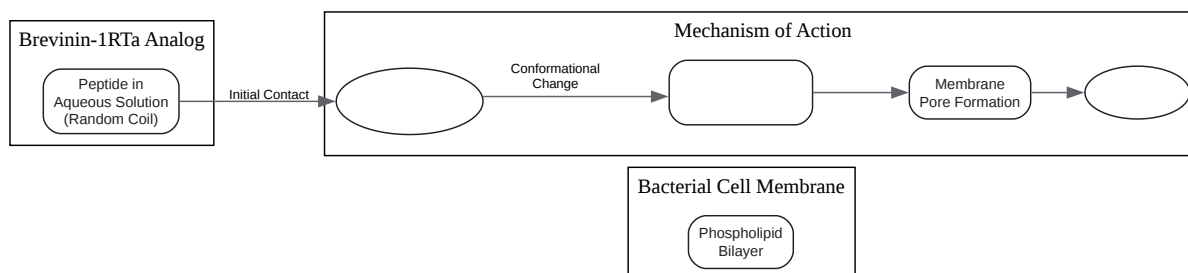 Brevinin-1RTa Analog
Peptide in
Aqueous Solution
(Random Coil)
Initial Contact
Mechanism of Action
Conformational
Change
Membrane
Pore Formation
Bacterial Cell Membrane
Phospholipid
Bilayer